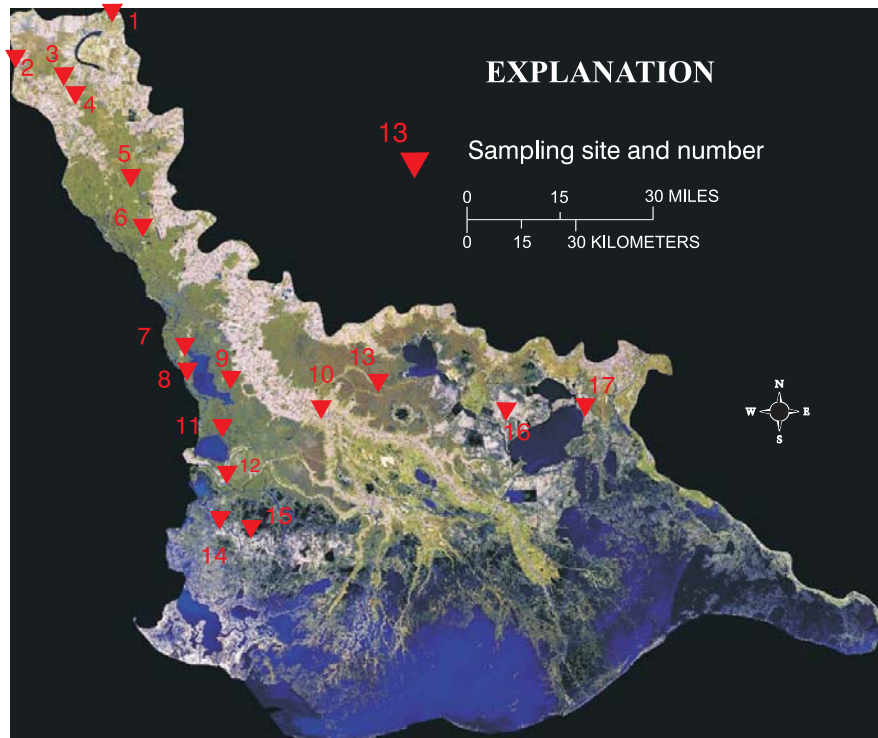 1
3
2
EXPLANATION
4
13
Sampling site and number
5
0 15 30 MILES
6
0 15 30 KILOMETERS
7
9
13
8
10
17
N
W E
S
16
11
12
15
14